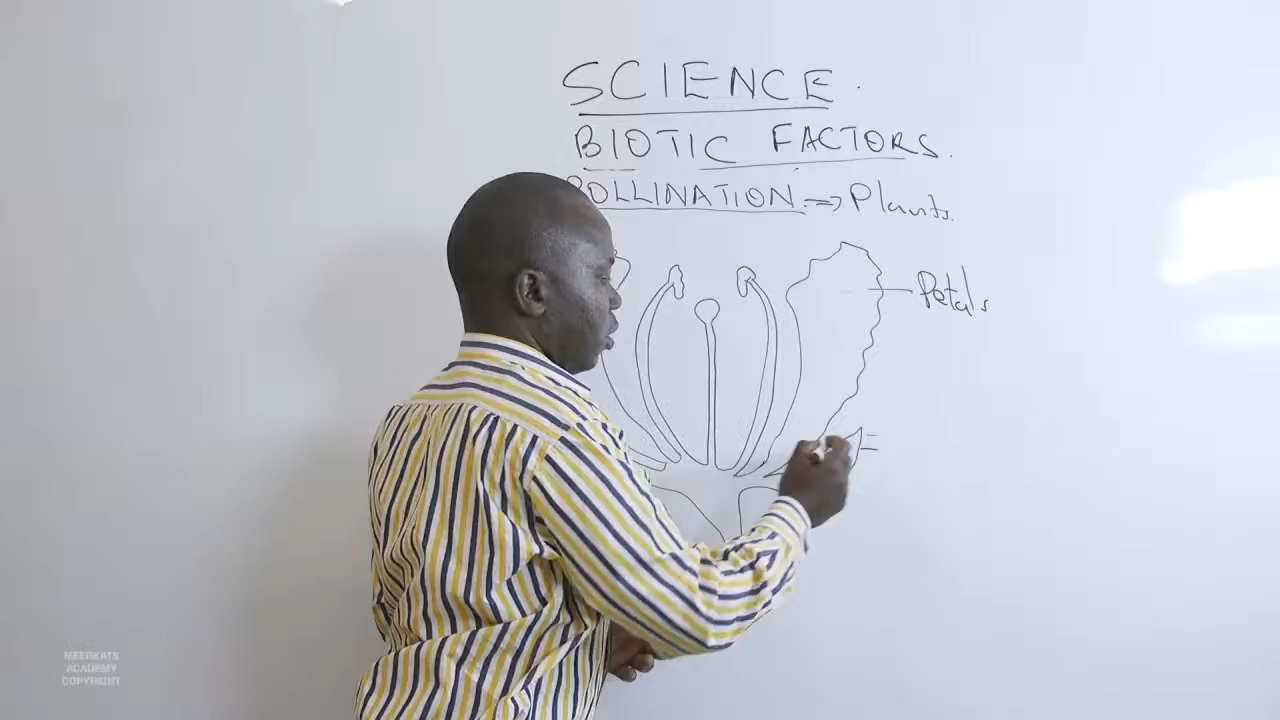 SCIENCE.
BIOTIC FACTORS.
POLLINATION. => Plants.
Petals
MEERKATS
ACADEMY
COPYRIGHT